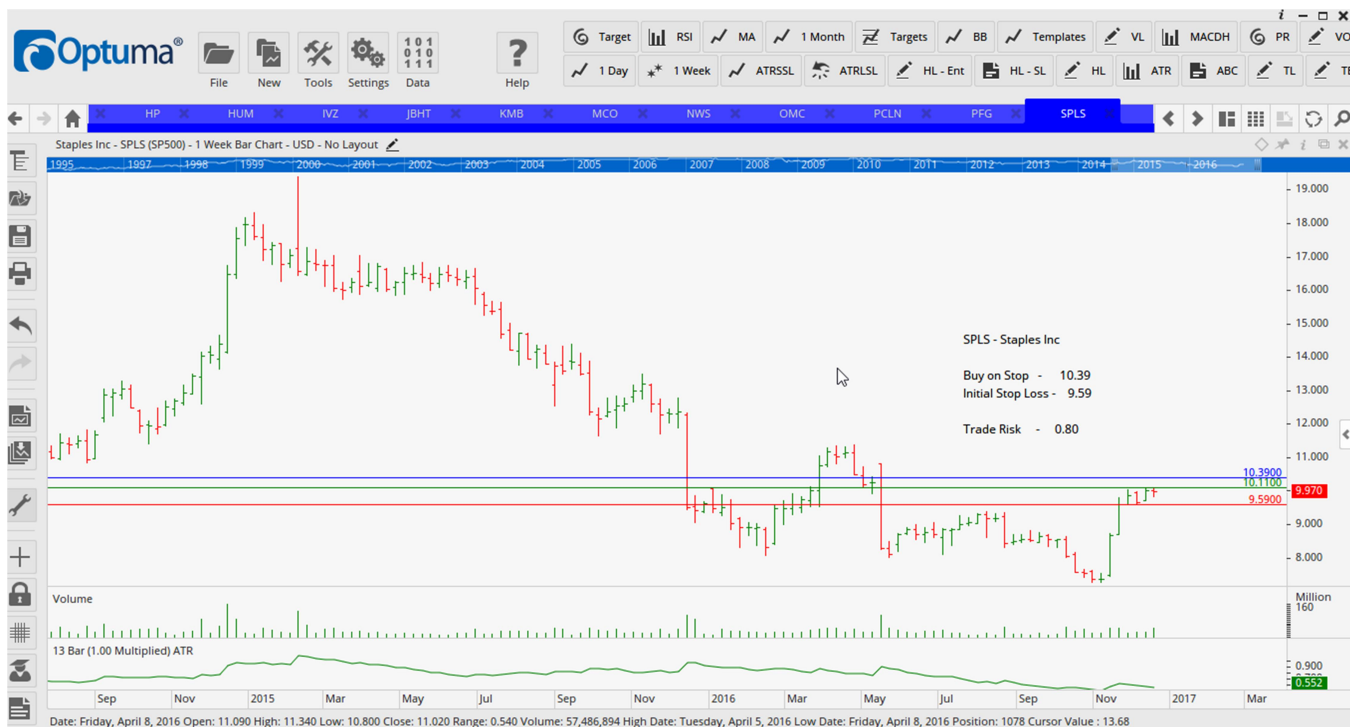 i
Optuma®
File
New
Tools
Settings
101
010
111
Data
?
Help
Target RSI MA 1 Month Targets BB Templates VL MACDH PR
1 Day 1 Week ATRSSL ATRLSL HL - Ent HL - SL HL ATR ABC TL
HP HUM IVZ JBHT KMB MCO NWS OMC PCLN PFG SPLS
Staples Inc - SPLS (SP500) - 1 Week Bar Chart - USD - No Layout
1995 1997 1998 1999 2000 2001 2002 2003 2004 2005 2006 2007 2008 2009 2010 2011 2012 2013 2014 2015 2016
19.000
18.000
17.000
16.000
15.000
14.000
13.000
12.000
11.000
SPLS - Staples Inc
Buy on Stop - 10.39
Initial Stop Loss - 9.59
Trade Risk - 0.80
10.3900
10.1100
9.970
9.5900
9.000
8.000
Volume
Million
160
13 Bar (1.00 Multiplied) ATR
0.900
0.552
Sep Nov 2015 Mar May Jul Sep Nov 2016 Mar May Jul Sep Nov 2017 Mar
Date: Friday, April 8, 2016 Open: 11.090 High: 11.340 Low: 10.800 Close: 11.020 Range: 0.540 Volume: 57,486,894 High Date: Tuesday, April 5, 2016 Low Date: Friday, April 8, 2016 Position: 1078 Cursor Value : 13.68